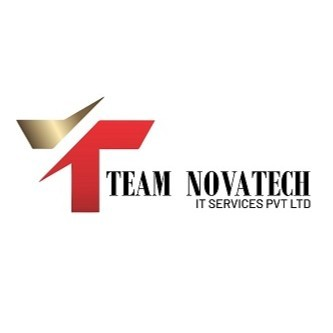 TEAM NOVATECH
IT SERVICES PVT LTD